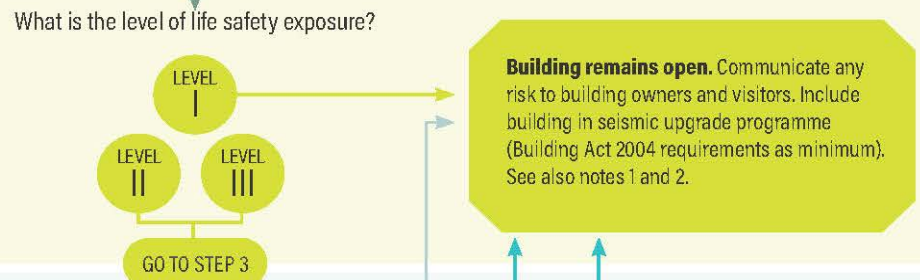 What is the level of life safety exposure?
LEVEL
I
LEVEL
II
LEVEL
III
GO TO STEP 3
Building remains open. Communicate any
risk to building owners and visitors. Include
building in seismic upgrade programme
(Building Act 2004 requirements as minimum).
See also notes 1 and 2.